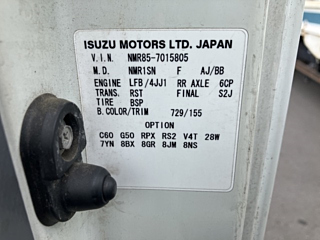 ISUZU MOTORS LTD. JAPAN
V.I.N. NMR85-7015805
M.D. NMR1SN F AJ/BB
ENGINE LFB/4JJ1 RR AXLE 6CP
TRANS. RST FINAL S2J
TIRE BSP
B.COLOR/TRIM 729/155
OPTION
C60 G50 RPX RS2 V4T 28W
7YN 8BX 8GR 8JM 8NS